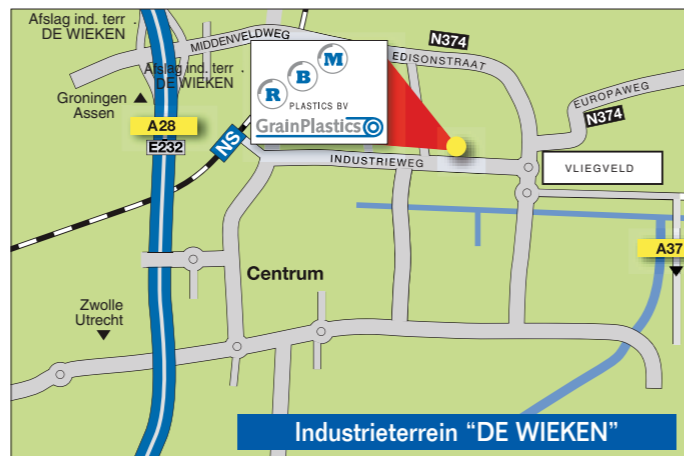 Afslag ind. terr .
DE WIEKEN
MIDDENVELDWEG
Afslag ind. terr .
DE WIEKEN
N374
EDISONSTRAAT
R B M
PLASTICS BV
GrainPlastics
Groningen
Assen
A28
E232
NS
EUROPAWEG
N374
INDUSTRIEWEG
VLIEGVELD
A37
Centrum
Zwolle
Utrecht
Industrieterrein “DE WIEKEN”